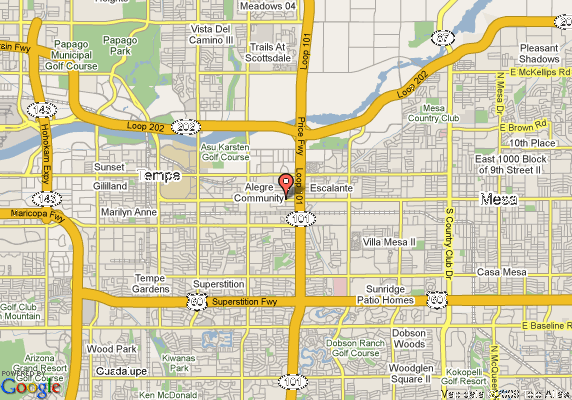 Heights
Meadows 04
Vista Del
Camino III
Trails At
Scottsdale
Loop 101
Papago
Park
Papago
Municipal
Golf Course
87
Pleasant
Shadows
E McKellips Rd
Loop 202
N Mesa Dr
143
Hohokam Expy
Loop 202
202
Price Fwy
Mesa
Country Club
E Brown Rd
10th Place
Asu Karsten
Golf Course
Sunset
Tempe
Gililland
Alegre
Community
Loop 101
Escalante
East 1000 Block
of 9th Street II
143
Maricopa Fwy
Marilyn Anne
101
Mesa
S Country Club Dr
Villa Mesa II
Tempe
Gardens
Superstition
Casa Mesa
60
Superstition Fwy
Sunridge
Patio Homes
60
Golf Club
n Mountain
E Baseline R
Wood Park
Dobson Ranch
Golf Course
Dobson
Woods
Arizona
Grand Resort
Golf Course
Guadalupe
Kiwanis
Park
Ken McDonald
101
Woodglen
Square II
Kokopelli
Golf Resort
N McQueen
POWERED BY
Google